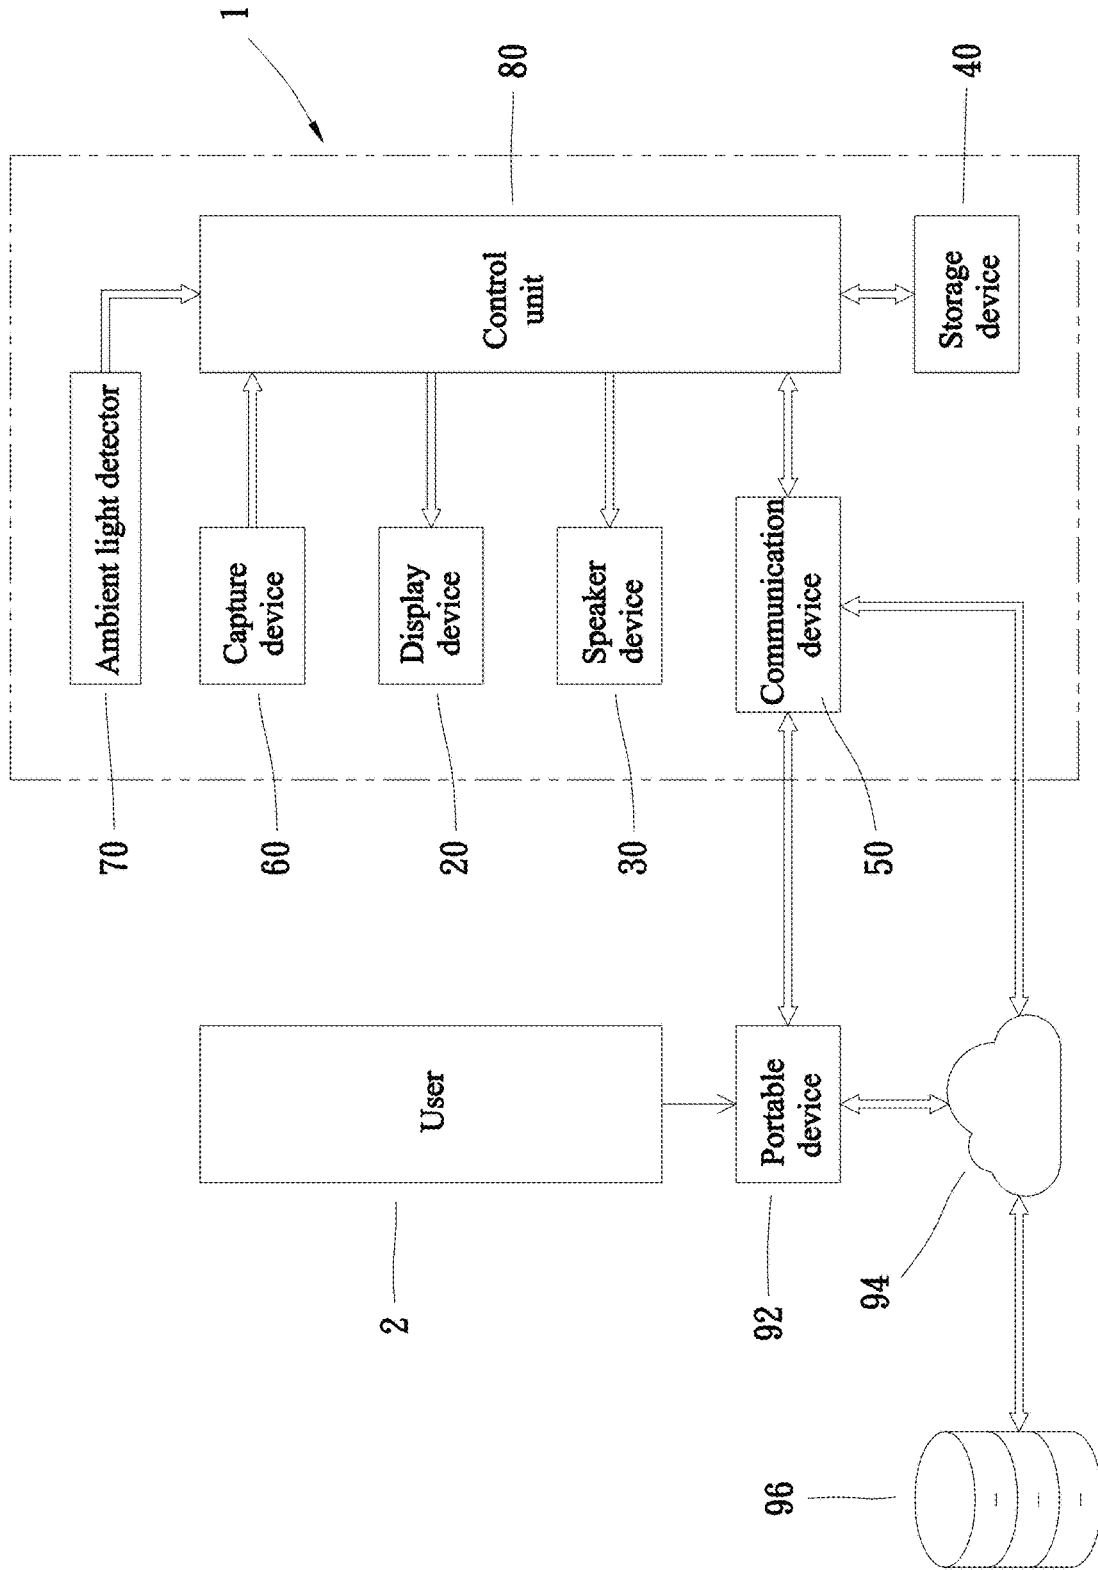 1
80
40
Control
unit
Storage
device
Ambient light detector
Capture
device
Display
device
Speaker
device
Communication
device
70
60
20
30
50
User
Portable
device
2
92
94
96